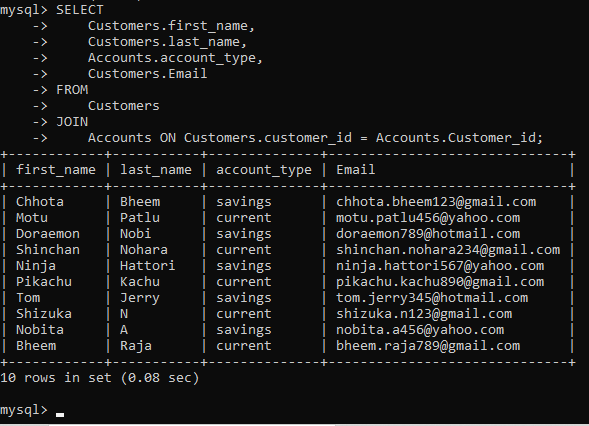 mysql> SELECT
    ->     Customers.first_name,
    ->     Customers.last_name,
    ->     Accounts.account_type,
    ->     Customers.Email
    -> FROM
    ->     Customers
    -> JOIN
    ->     Accounts ON Customers.customer_id = Accounts.Customer_id;
+------------+-----------+--------------+------------------------------+
| first_name | last_name | account_type | Email                        |
+------------+-----------+--------------+------------------------------+
| Chhota     | Bheem     | savings      | chhota.bheem123@gmail.com    |
| Motu       | Patlu     | current      | motu.patlu456@yahoo.com      |
| Doraemon   | Nobi      | savings      | doraemon789@hotmail.com      |
| Shinchan   | Nohara    | current      | shinchan.nohara234@gmail.com |
| Ninja      | Hattori   | savings      | ninja.hattori567@yahoo.com   |
| Pikachu    | Kachu     | current      | pikachu.kachu890@gmail.com   |
| Tom        | Jerry     | savings      | tom.jerry345@hotmail.com     |
| Shizuka    | N         | current      | shizuka.n123@gmail.com       |
| Nobita     | A         | savings      | nobita.a456@yahoo.com        |
| Bheem      | Raja      | current      | bheem.raja789@gmail.com      |
+------------+-----------+--------------+------------------------------+
10 rows in set (0.08 sec)
mysql> _